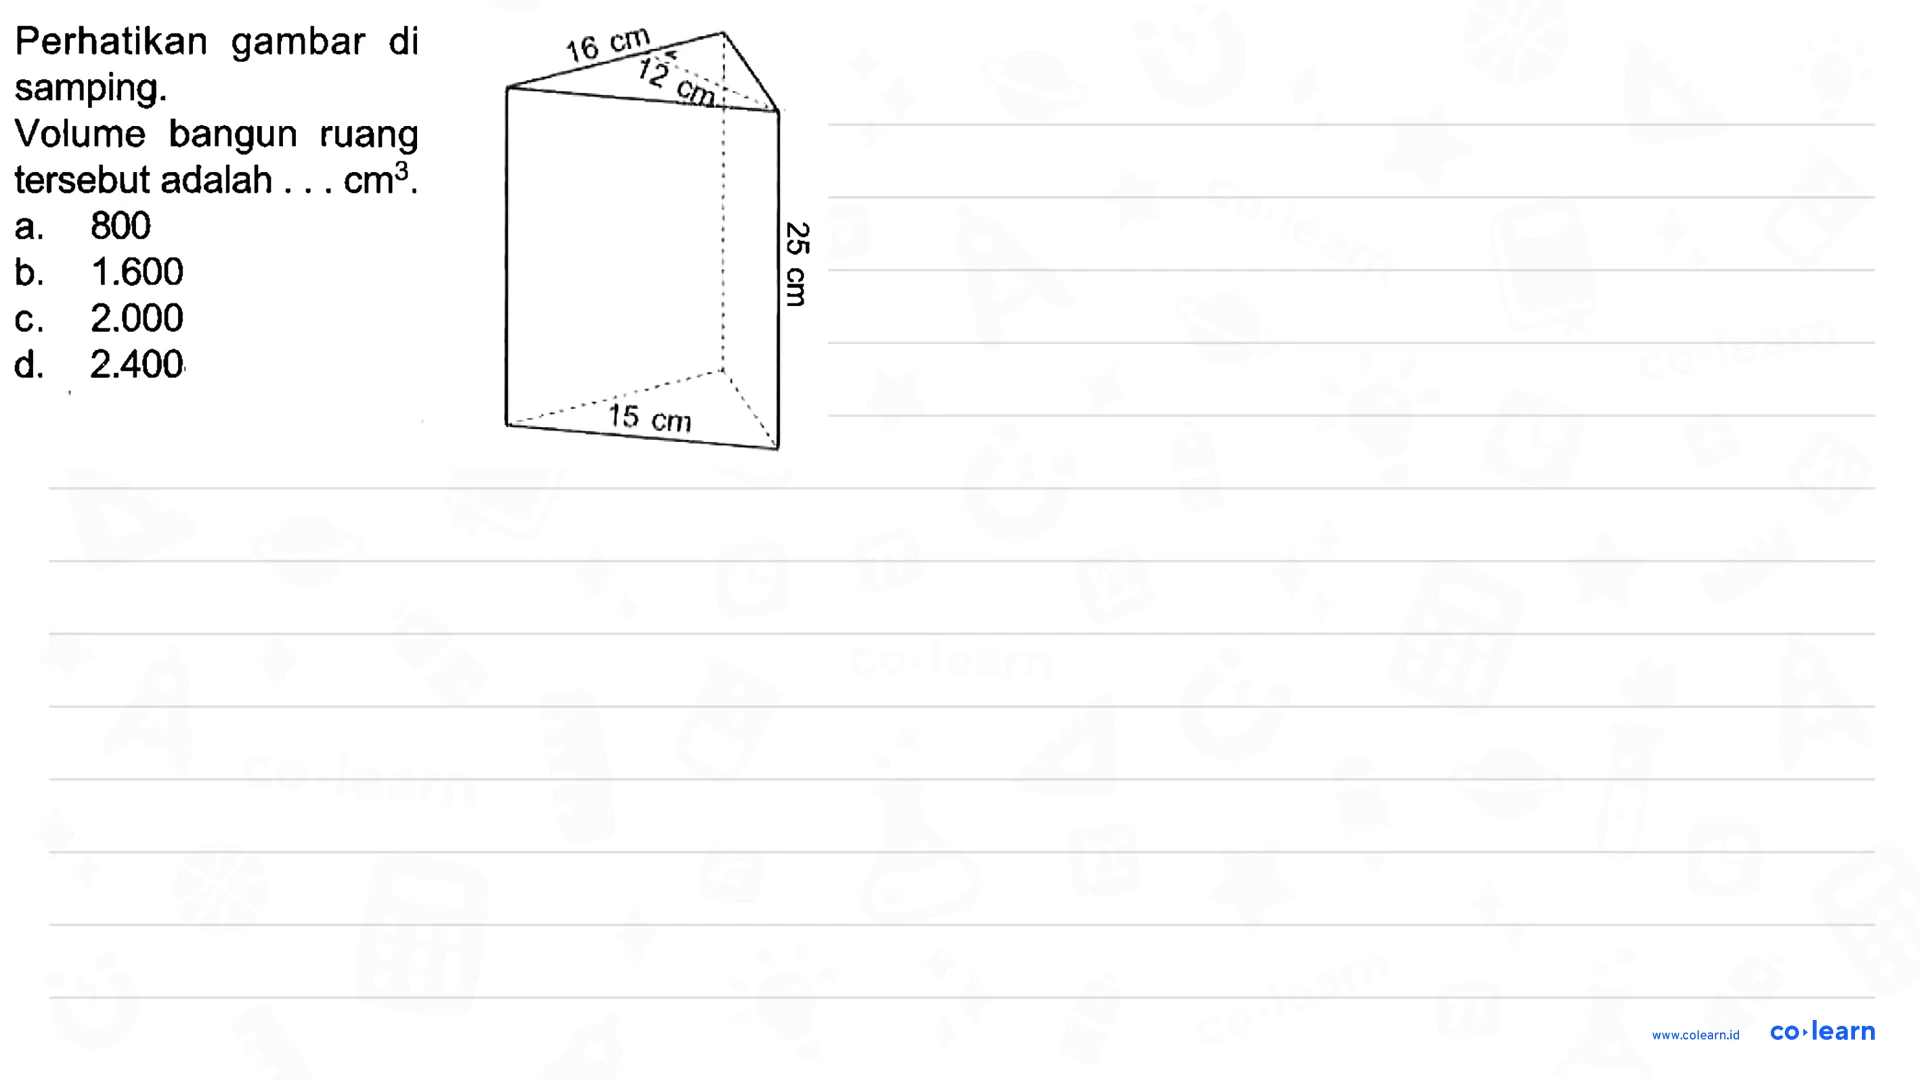 Perhatikan gambar di
samping.
Volume bangun ruang
tersebut adalah . . . cm³.
a. 800
b. 1.600
c. 2.000
d. 2.400
16 cm
12 cm
25 cm
15 cm
www.colearn.id
co·learn